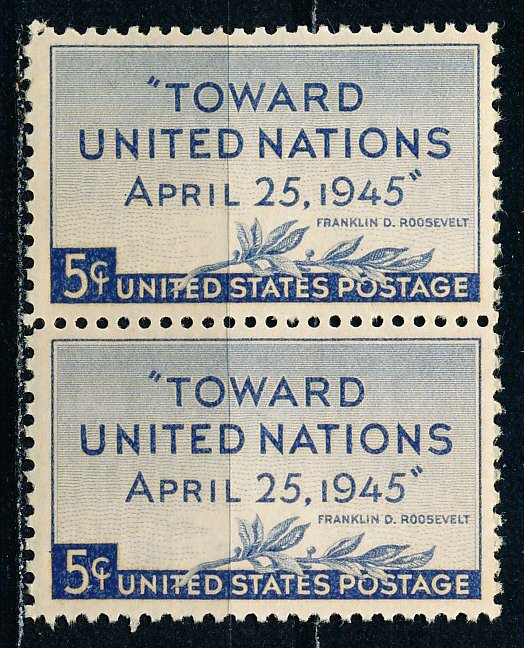 "TOWARD
UNITED NATIONS
APRIL 25, 1945"
FRANKLIN D. ROOSEVELT
5¢ UNITED STATES POSTAGE
"TOWARD
UNITED NATIONS
APRIL 25, 1945"
FRANKLIN D. ROOSEVELT
5¢ UNITED STATES POSTAGE